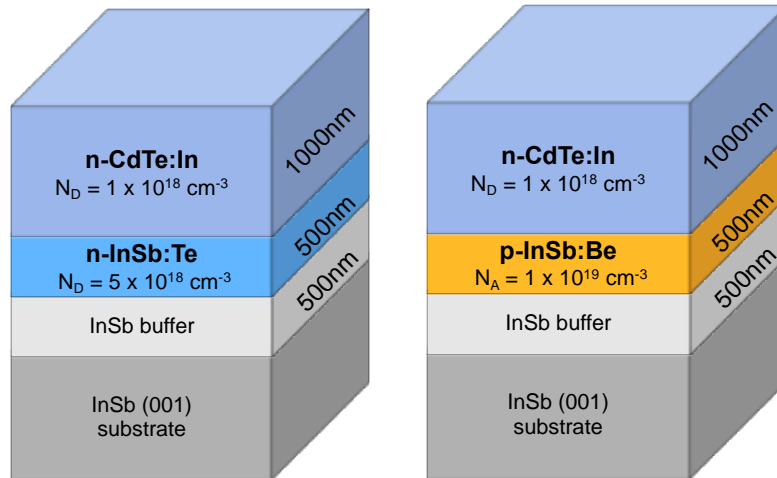 n-CdTe:In
N_D = 1 x 10^18 cm^-3
1000nm
n-InSb:Te
N_D = 5 x 10^18 cm^-3
500nm
InSb buffer
500nm
InSb (001)
substrate
n-CdTe:In
N_D = 1 x 10^18 cm^-3
1000nm
p-InSb:Be
N_A = 1 x 10^19 cm^-3
500nm
InSb buffer
500nm
InSb (001)
substrate